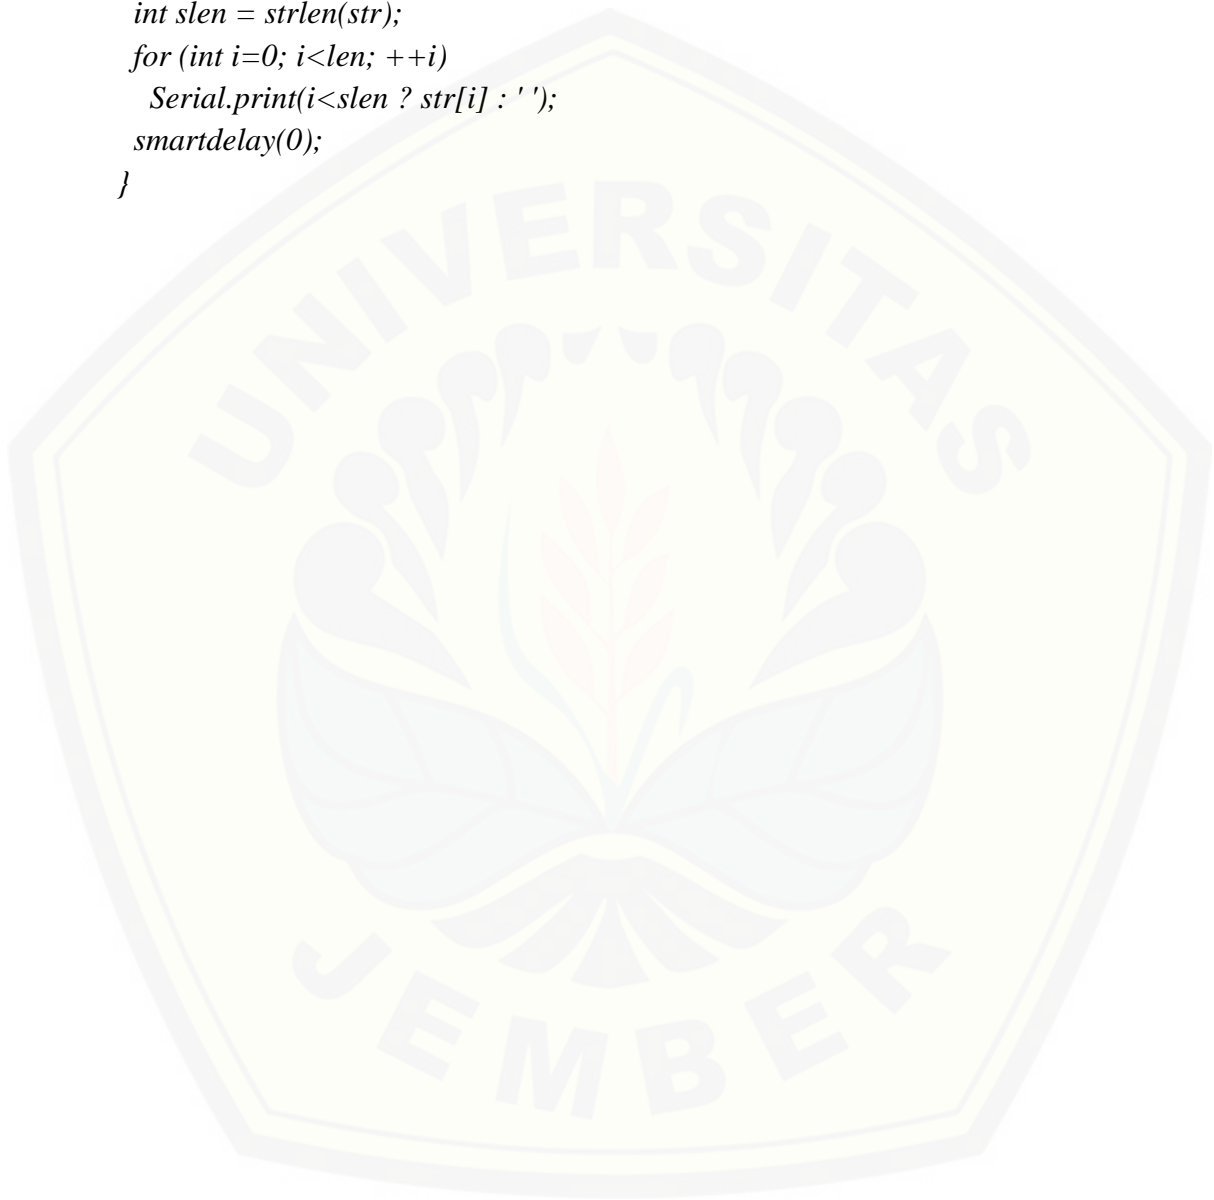 int slen = strlen(str);
for (int i=0; i<len; ++i)
Serial.print(i<slen ? str[i] : ' ');
smartdelay(0);
}
UNIVERSITAS
JEMBER